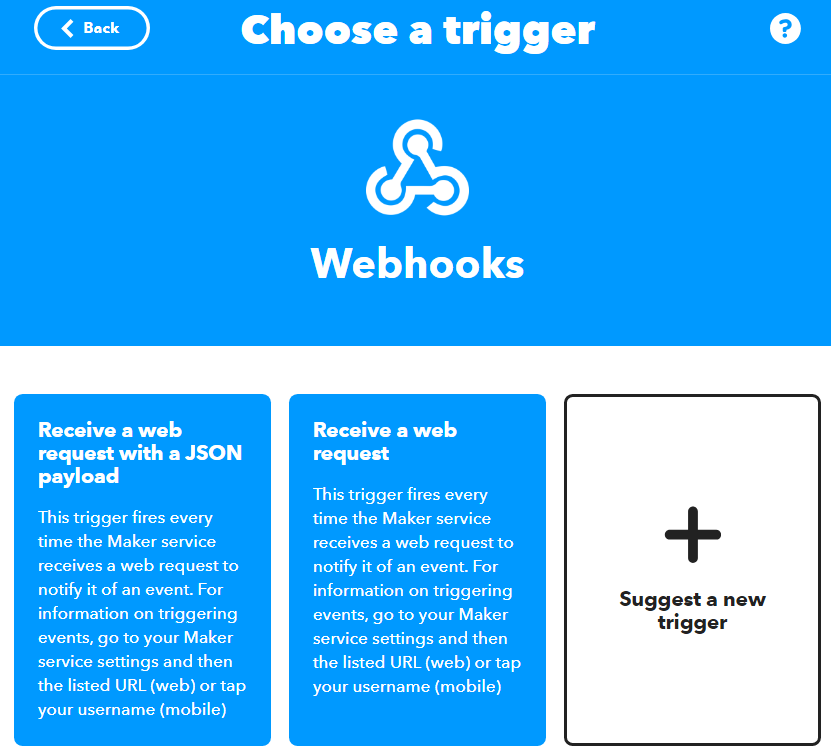 Back
Choose a trigger
?
Webhooks
Receive a web
request with a JSON
payload
This trigger fires every
time the Maker service
receives a web request to
notify it of an event. For
information on triggering
events, go to your Maker
service settings and then
the listed URL (web) or tap
your username (mobile)
Receive a web
request
This trigger fires every
time the Maker service
receives a web request to
notify it of an event. For
information on triggering
events, go to your Maker
service settings and then
the listed URL (web) or tap
your username (mobile)
Suggest a new
trigger